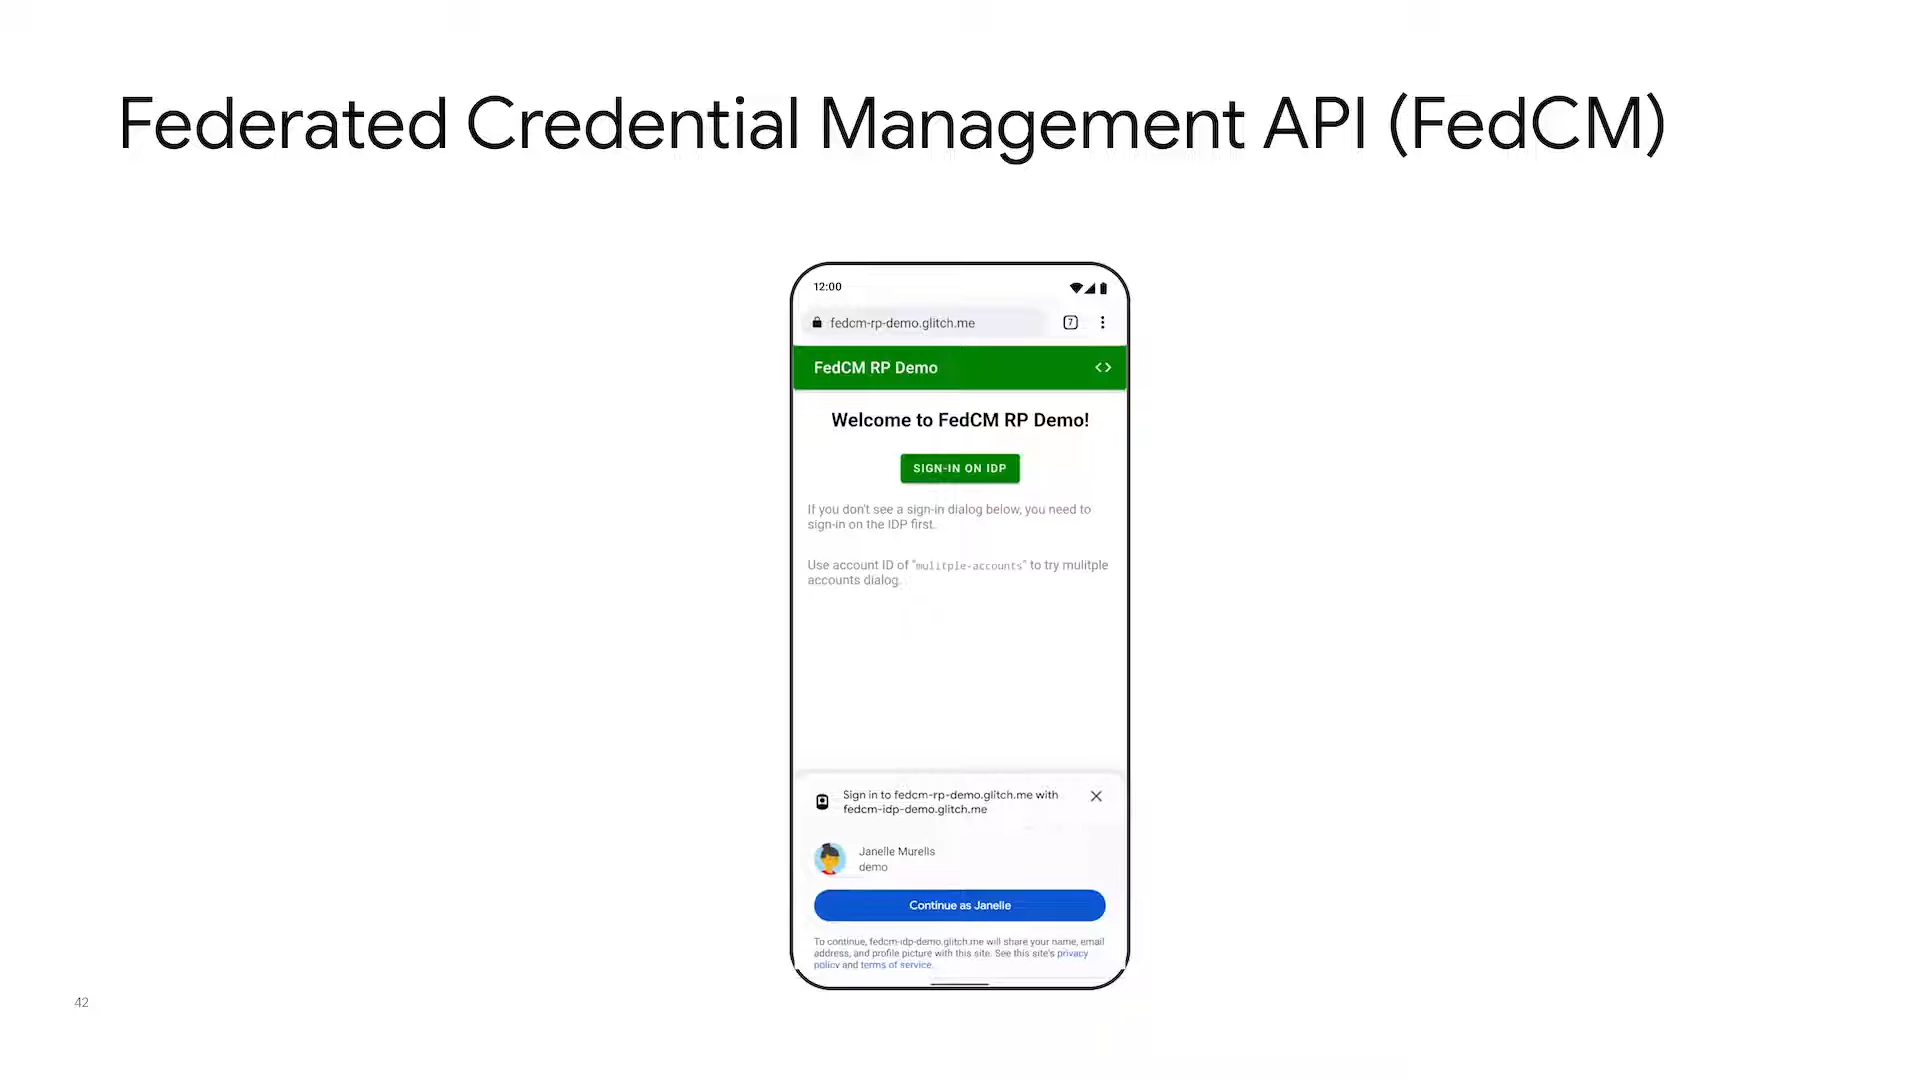 Federated Credential Management API (FedCM)
12:00
fedcm-rp-demo.glitch.me
7
FedCM RP Demo
<>
Welcome to FedCM RP Demo!
SIGN-IN ON IDP
If you don't see a sign-in dialog below, you need to
sign-in on the IDP first.
Use account ID of "mulitple-accounts" to try mulitple
accounts dialog.
Sign in to fedcm-rp-demo.glitch.me with
fedcm-idp-demo.glitch.me
Janelle Murells
demo
Continue as Janelle
To continue, fedcm-idp-demo.glitch.me will share your name, email
address, and profile picture with this site. See this site's privacy
policy and terms of service.
42